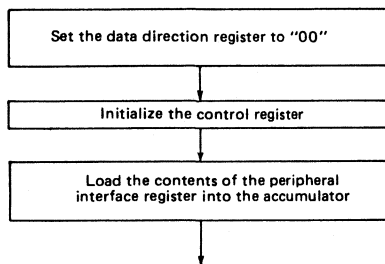 Set the data direction register to "00"
Initialize the control register
Load the contents of the peripheral
interface register into the accumulator